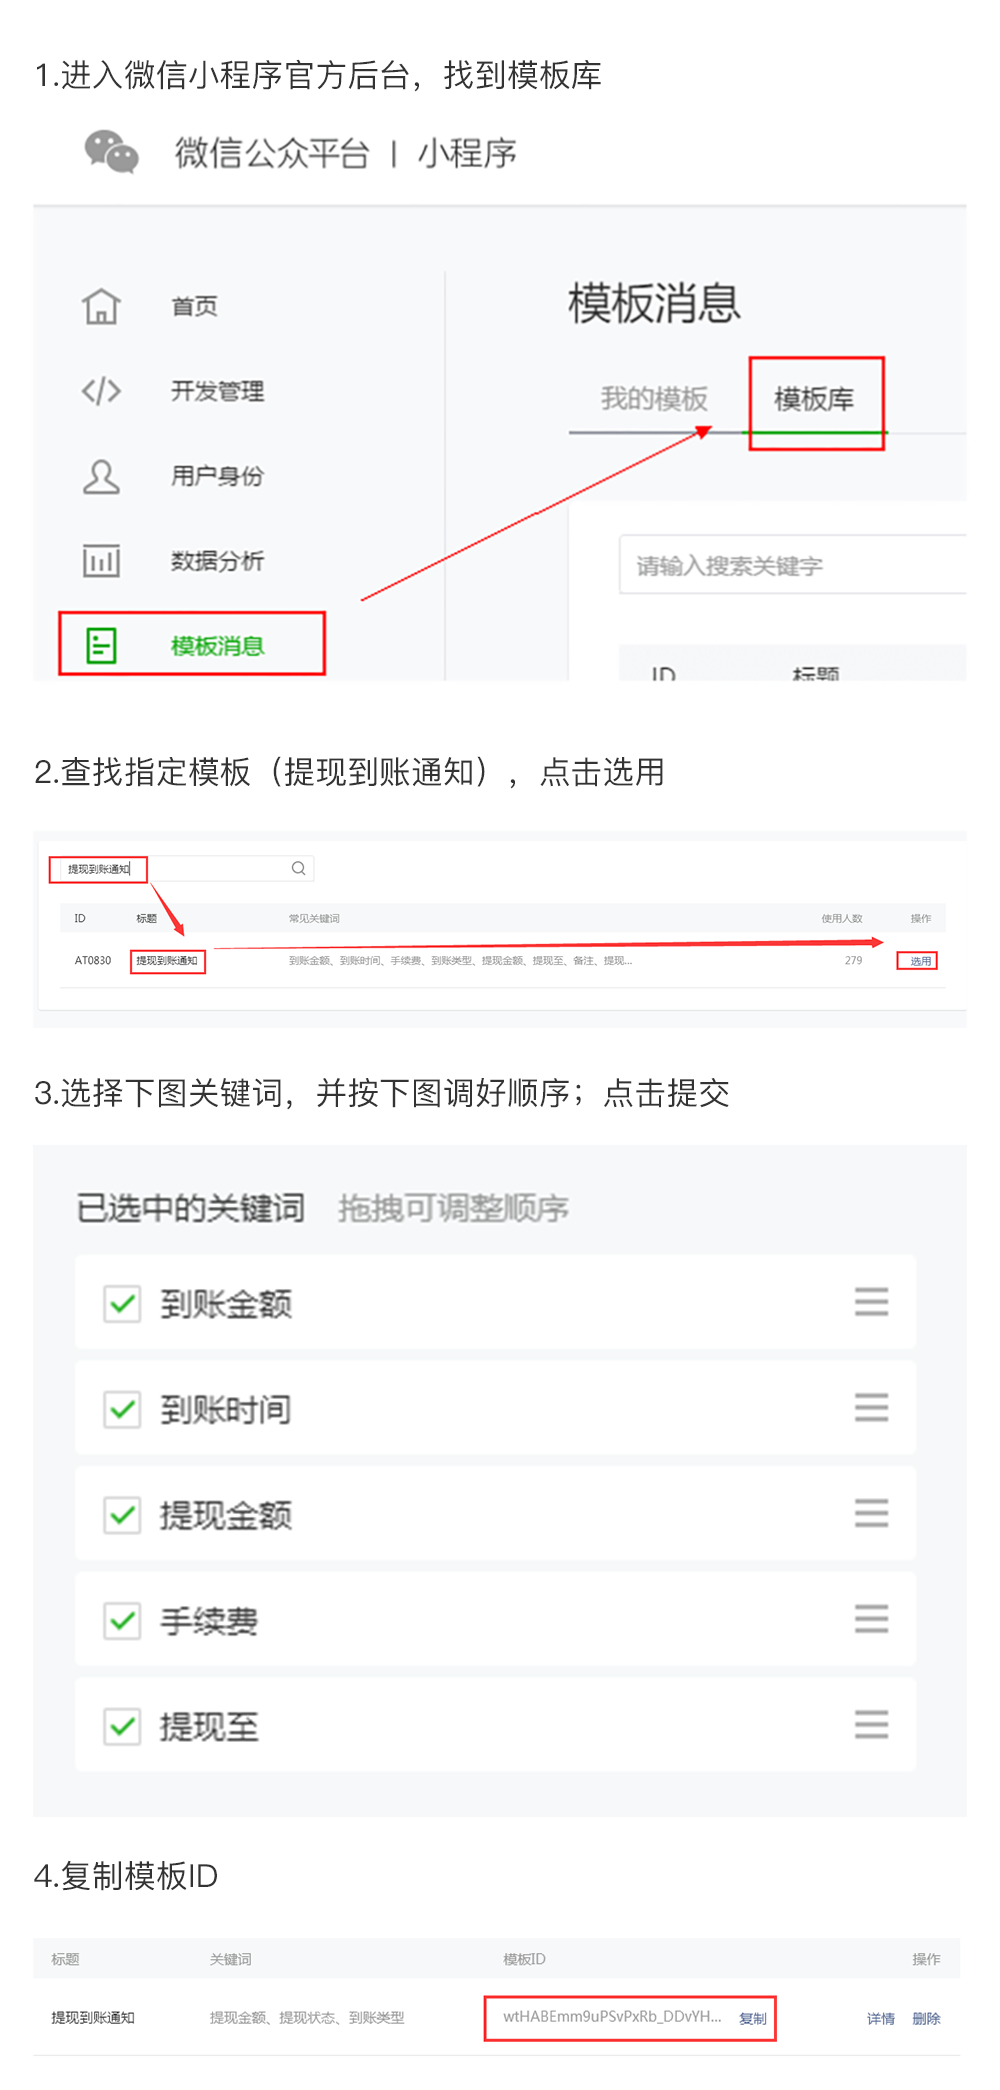 1.进入微信小程序官方后台，找到模板库
微信公众平台 | 小程序
首页
开发管理
用户身份
数据分析
模板消息
模板消息
我的模板 模板库
请输入搜索关键字
ID 标题
2.查找指定模板（提现到账通知），点击选用
提现到账通知
ID 标题 常见关键词 使用人数 操作
AT0830 提现到账通知 到账金额、到账时间、手续费、到账类型、提现金额、提现至、备注、提现... 279 选用
3.选择下图关键词，并按下图调好顺序；点击提交
已选中的关键词 拖拽可调整顺序
到账金额
到账时间
提现金额
手续费
提现至
4.复制模板ID
标题 关键词 模板ID 操作
提现到账通知 提现金额、提现状态、到账类型 wtHABEmm9uPSvPxRb_DDvYH... 复制 详情 删除